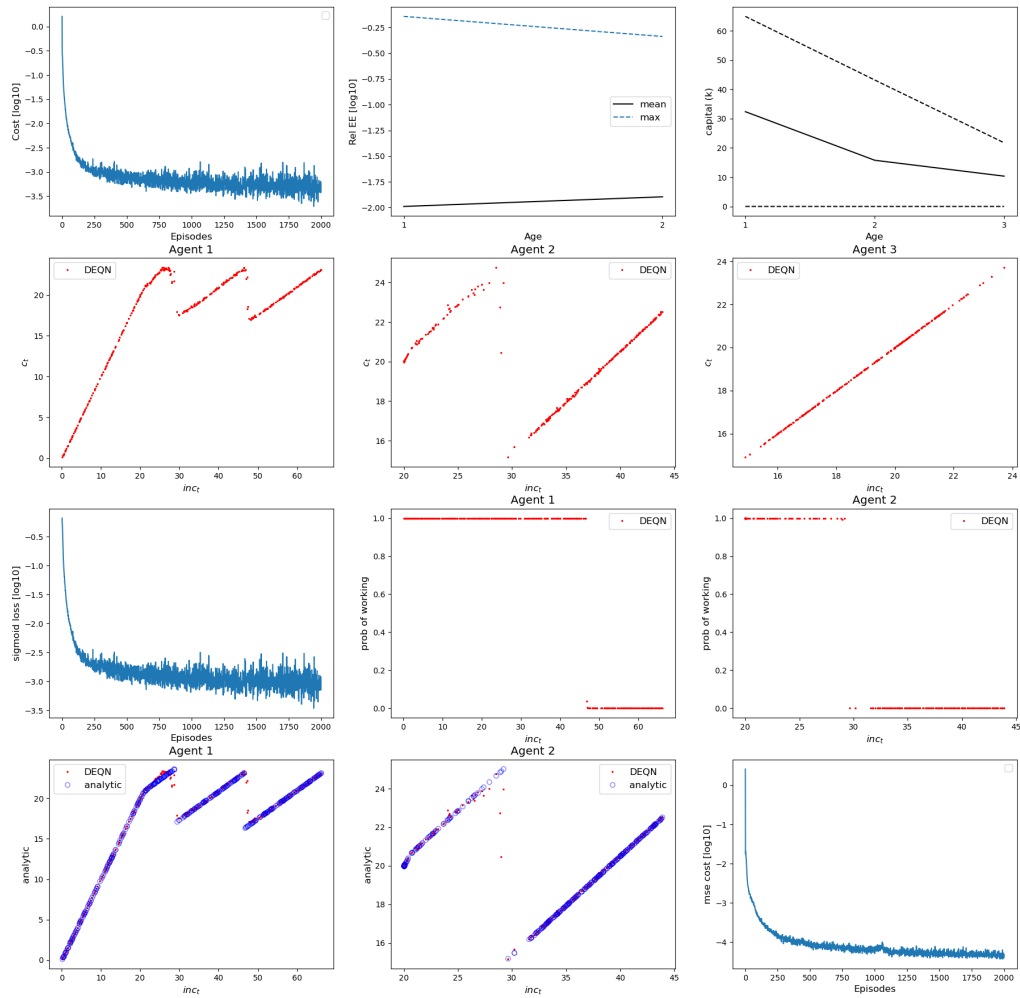 0.0
−0.5
−1.0
−1.5
−2.0
−2.5
−3.0
−3.5
Cost [log10]
0 250 500 750 1000 1250 1500 1750 2000
Episodes
−0.25
−0.50
−0.75
−1.00
−1.25
−1.50
−1.75
−2.00
Rel EE [log10]
mean
max
1 2
Age
60
50
40
30
20
10
0
capital (k)
1 2 3
Age
Agent 1
DEQN
20
15
10
5
0
c_t
0 10 20 30 40 50 60
inc_t
Agent 2
DEQN
24
22
20
18
16
c_t
20 25 30 35 40 45
inc_t
Agent 3
DEQN
24
22
20
18
16
c_t
16 18 20 22 24
inc_t
−0.5
−1.0
−1.5
−2.0
−2.5
−3.0
−3.5
sigmoid loss [log10]
0 250 500 750 1000 1250 1500 1750 2000
Episodes
Agent 1
DEQN
1.0
0.8
0.6
0.4
0.2
0.0
prob of working
0 10 20 30 40 50 60
inc_t
Agent 2
DEQN
1.0
0.8
0.6
0.4
0.2
0.0
prob of working
20 25 30 35 40 45
inc_t
Agent 1
DEQN
analytic
20
15
10
5
0
analytic
0 10 20 30 40 50 60
inc_t
Agent 2
DEQN
analytic
24
22
20
18
16
analytic
20 25 30 35 40 45
inc_t
0
−1
−2
−3
−4
mse cost [log10]
0 250 500 750 1000 1250 1500 1750 2000
Episodes